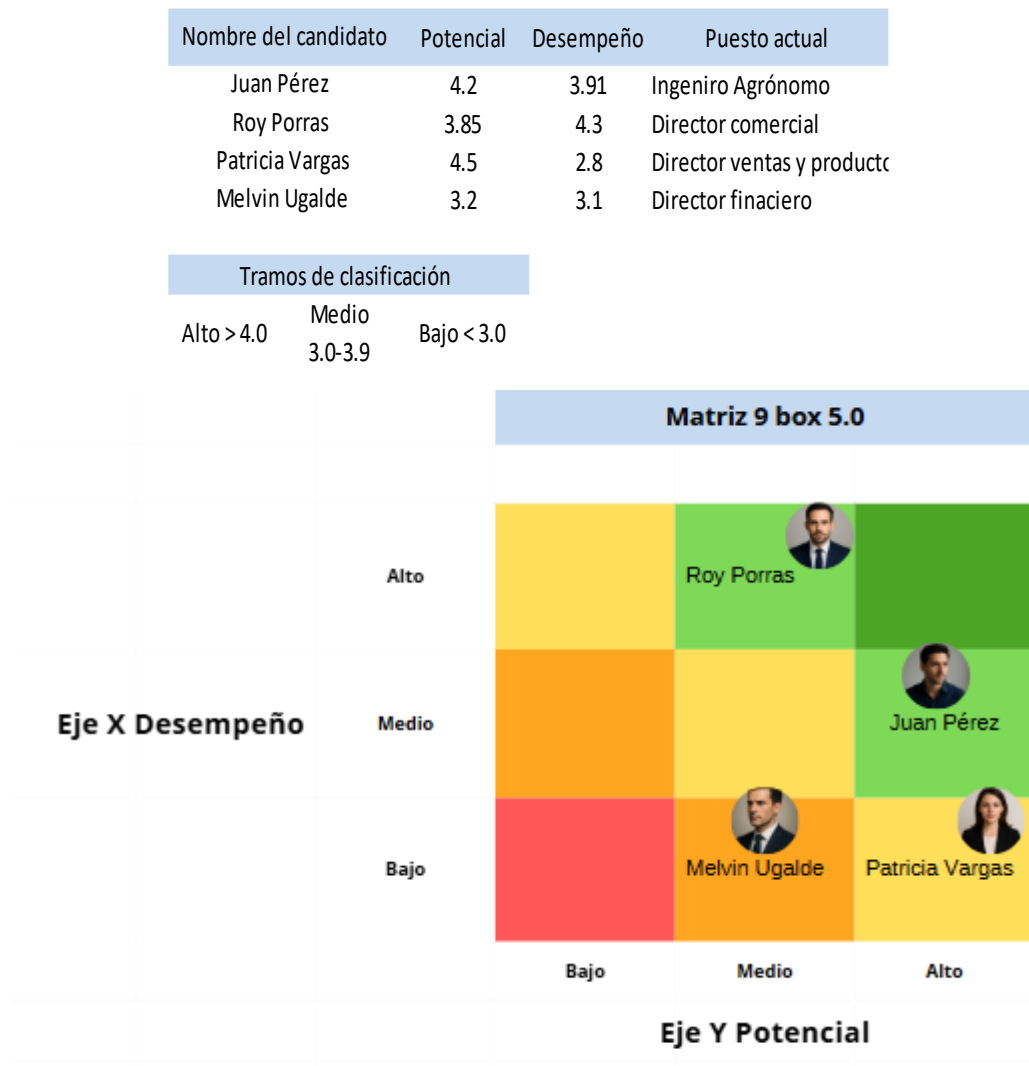 Nombre del candidato Potencial Desempeño Puesto actual
Juan Pérez 4.2 3.91 Ingeniro Agrónomo
Roy Porras 3.85 4.3 Director comercial
Patricia Vargas 4.5 2.8 Director ventas y producto
Melvin Ugalde 3.2 3.1 Director finaciero
Tramos de clasificación
Alto > 4.0 Medio 3.0-3.9 Bajo < 3.0
Matriz 9 box 5.0
Alto Roy Porras
Eje X Desempeño Medio Juan Pérez
Bajo Melvin Ugalde Patricia Vargas
Bajo Medio Alto
Eje Y Potencial